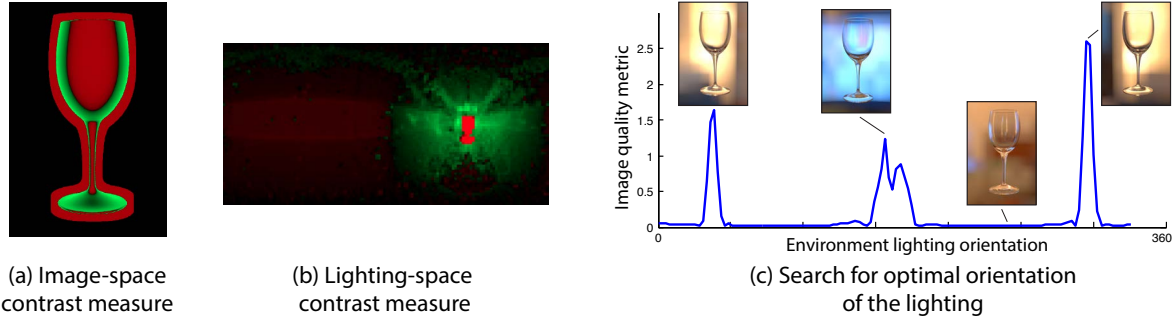 2.5
2
1.5
1
0.5
0
Image quality metric
0
360
Environment lighting orientation
(a) Image-space
contrast measure
(b) Lighting-space
contrast measure
(c) Search for optimal orientation
of the lighting